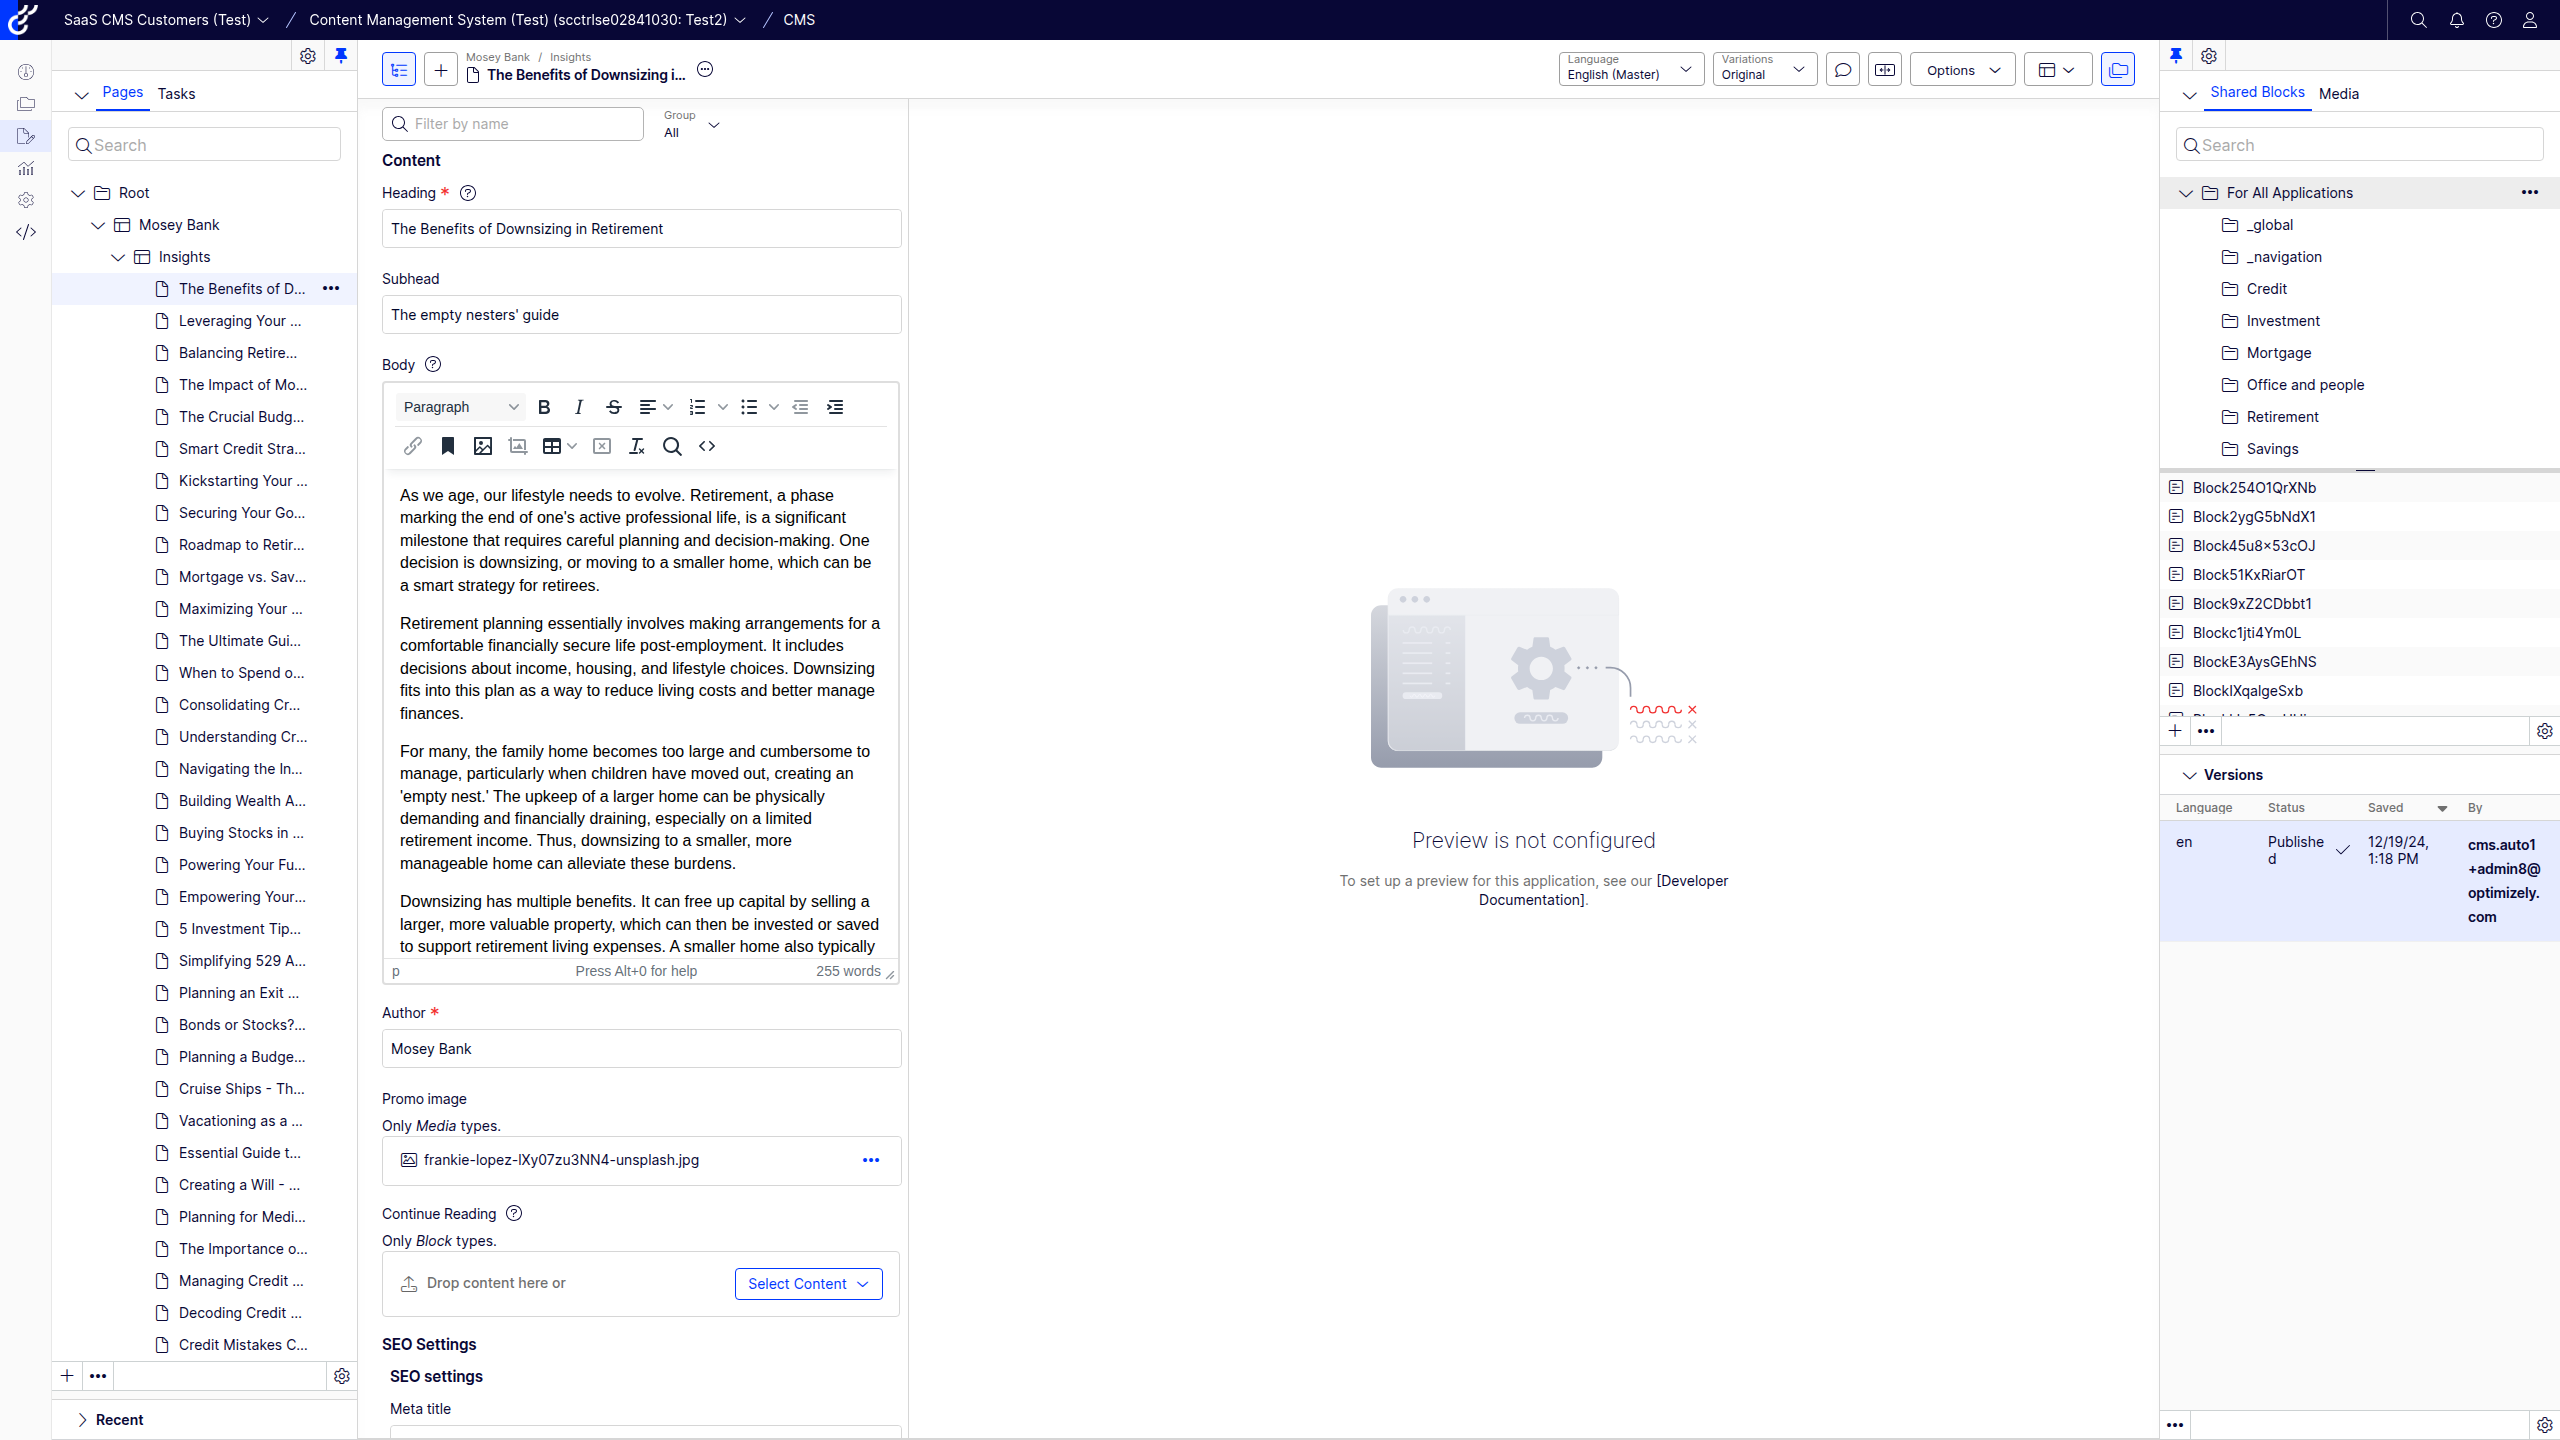 SaaS CMS Customers (Test) / Content Management System (Test) (scctrlse02841030: Test2) / CMS
Pages Tasks
Search
Root
Mosey Bank
Insights
The Benefits of D...
Leveraging Your ...
Balancing Retire...
The Impact of Mo...
The Crucial Budg...
Smart Credit Stra...
Kickstarting Your ...
Securing Your Go...
Roadmap to Retir...
Mortgage vs. Sav...
Maximizing Your ...
The Ultimate Gui...
When to Spend o...
Consolidating Cr...
Understanding Cr...
Navigating the In...
Building Wealth A...
Buying Stocks in ...
Powering Your Fu...
Empowering Your...
5 Investment Tip...
Simplifying 529 A...
Planning an Exit ...
Bonds or Stocks?...
Planning a Budge...
Cruise Ships - Th...
Vacationing as a ...
Essential Guide t...
Creating a Will - ...
Planning for Medi...
The Importance o...
Managing Credit ...
Decoding Credit ...
Credit Mistakes C...
Recent
Mosey Bank / Insights
The Benefits of Downsizing i...
Language
English (Master)
Variations
Original
Options
Filter by name
Group
All
Content
Heading *
The Benefits of Downsizing in Retirement
Subhead
The empty nesters' guide
Body
Paragraph
As we age, our lifestyle needs to evolve. Retirement, a phase
marking the end of one's active professional life, is a significant
milestone that requires careful planning and decision-making. One
decision is downsizing, or moving to a smaller home, which can be
a smart strategy for retirees.
Retirement planning essentially involves making arrangements for a
comfortable financially secure life post-employment. It includes
decisions about income, housing, and lifestyle choices. Downsizing
fits into this plan as a way to reduce living costs and better manage
finances.
For many, the family home becomes too large and cumbersome to
manage, particularly when children have moved out, creating an
'empty nest.' The upkeep of a larger home can be physically
demanding and financially draining, especially on a limited
retirement income. Thus, downsizing to a smaller, more
manageable home can alleviate these burdens.
Downsizing has multiple benefits. It can free up capital by selling a
larger, more valuable property, which can then be invested or saved
to support retirement living expenses. A smaller home also typically
p Press Alt+0 for help 255 words
Author *
Mosey Bank
Promo image
Only Media types.
frankie-lopez-lXy07zu3NN4-unsplash.jpg
Continue Reading
Only Block types.
Drop content here or
Select Content
SEO Settings
SEO settings
Meta title
Preview is not configured
To set up a preview for this application, see our [Developer
Documentation].
Shared Blocks Media
Search
For All Applications
_global
_navigation
Credit
Investment
Mortgage
Office and people
Retirement
Savings
Block254O1QrXNb
Block2ygG5bNdX1
Block45u8x53cOJ
Block51KxRiarOT
Block9xZ2CDbbt1
Blockc1jti4Ym0L
BlockE3AysGEhNS
BlocklXqalgeSxb
Versions
Language Status Saved By
en
Publishe
d
12/19/24,
1:18 PM
cms.auto1
+admin8@
optimizely.
com